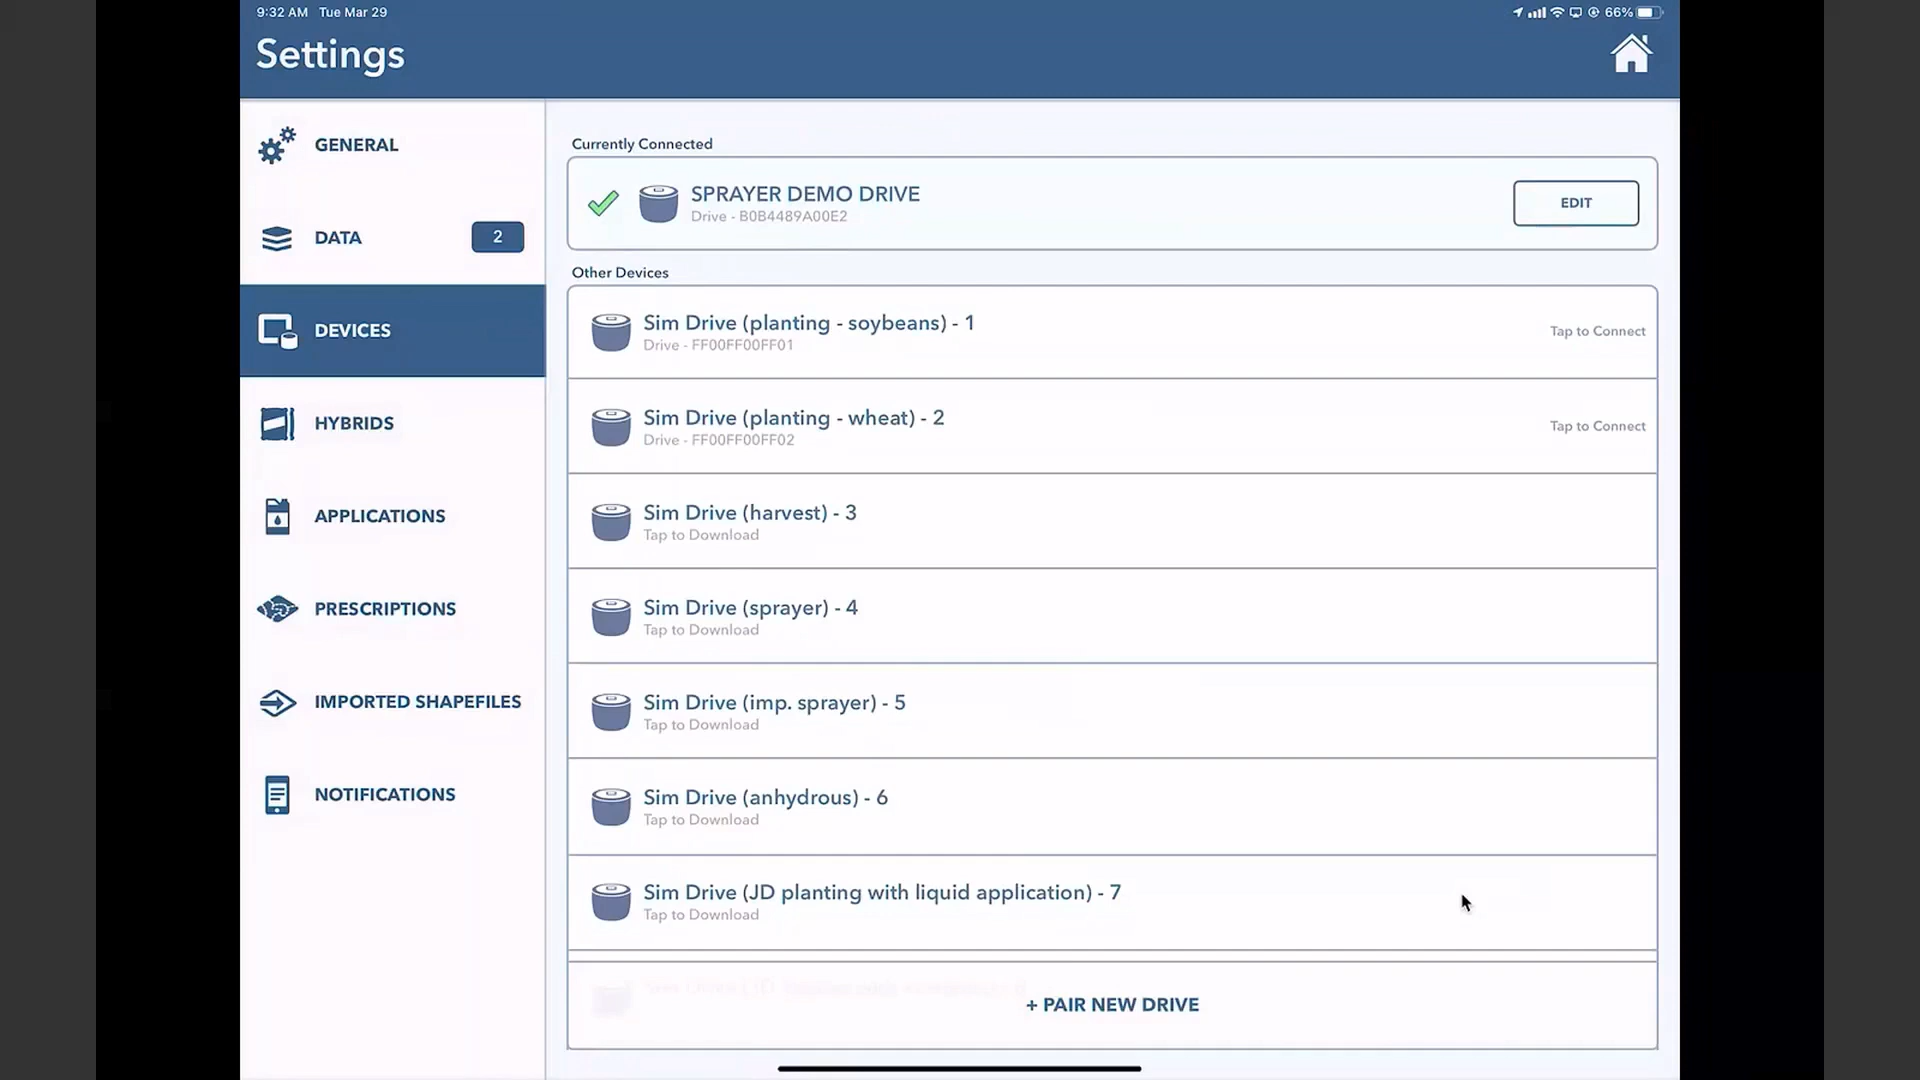 9:32 AM Tue Mar 29
66%
Settings
GENERAL
DATA
2
DEVICES
HYBRIDS
APPLICATIONS
PRESCRIPTIONS
IMPORTED SHAPEFILES
NOTIFICATIONS
Currently Connected
SPRAYER DEMO DRIVE
Drive - B0B4489A00E2
EDIT
Other Devices
Sim Drive (planting - soybeans) - 1
Drive - FF00FF00FF01
Tap to Connect
Sim Drive (planting - wheat) - 2
Drive - FF00FF00FF02
Tap to Connect
Sim Drive (harvest) - 3
Tap to Download
Sim Drive (sprayer) - 4
Tap to Download
Sim Drive (imp. sprayer) - 5
Tap to Download
Sim Drive (anhydrous) - 6
Tap to Download
Sim Drive (JD planting with liquid application) - 7
Tap to Download
+ PAIR NEW DRIVE